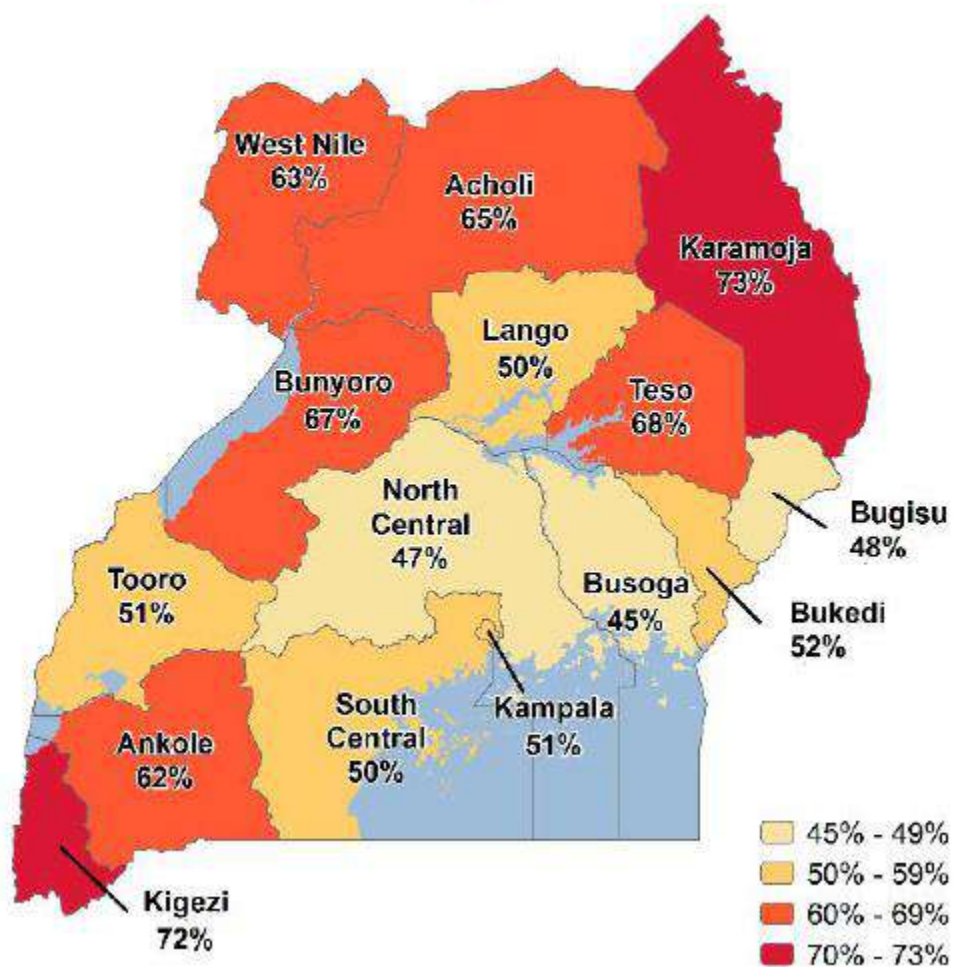 West Nile
63%
Acholi
65%
Karamoja
73%
Lango
50%
Bunyoro
67%
Teso
68%
North
Central
47%
Bugisu
48%
Tooro
51%
Busoga
45%
Bukedi
52%
South
Central
50%
Kampala
51%
Ankole
62%
Kigezi
72%
45% - 49%
50% - 59%
60% - 69%
70% - 73%